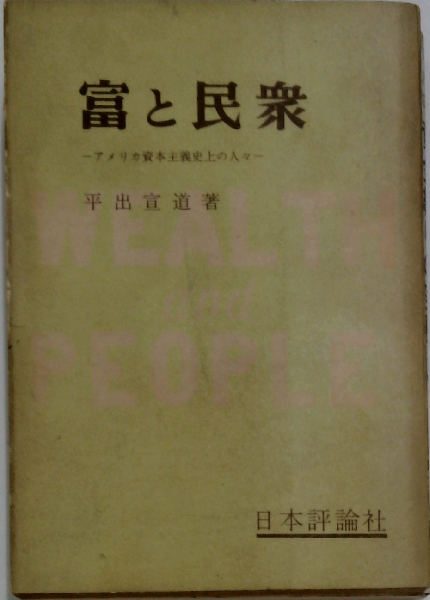 富と民衆
―アメリカ資本主義史上の人々―
平出宣道著
WEALTH
and
PEOPLE
日本評論社